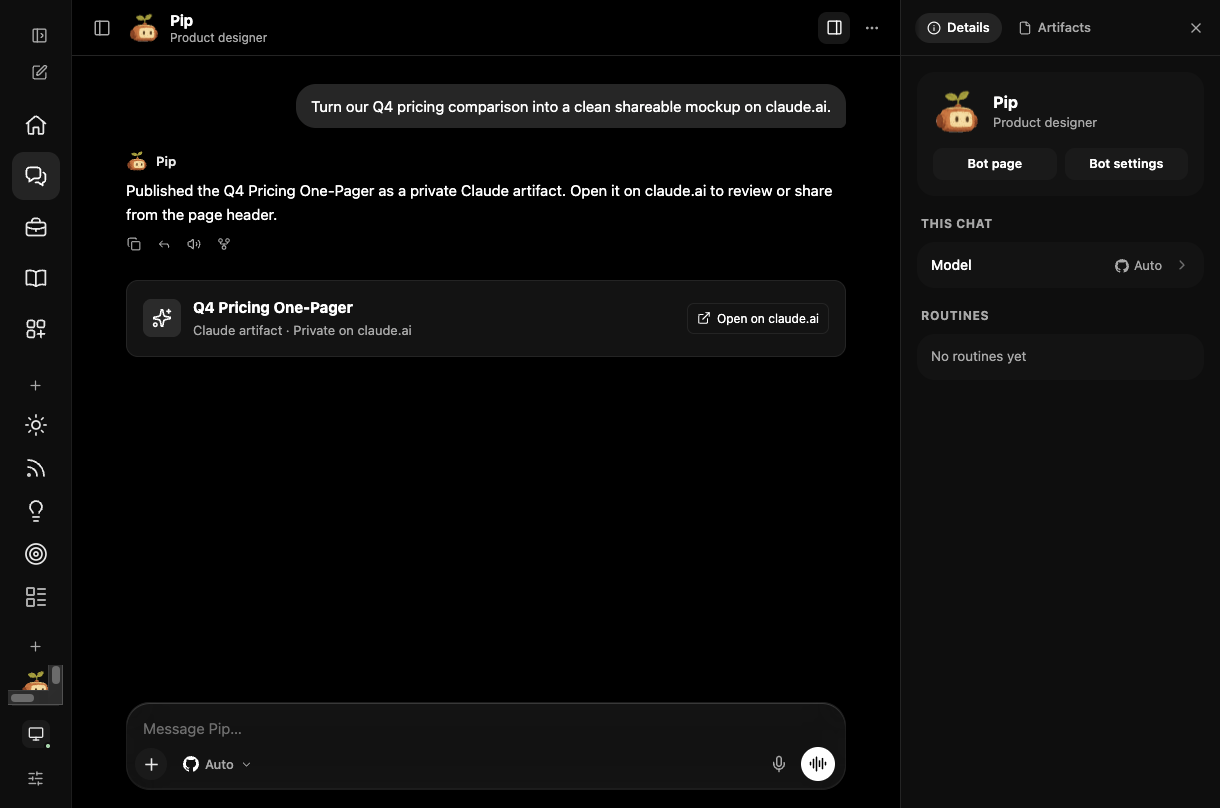 Pip
Product designer
Turn our Q4 pricing comparison into a clean shareable mockup on claude.ai.
Pip
Published the Q4 Pricing One-Pager as a private Claude artifact. Open it on claude.ai to review or share
from the page header.
Q4 Pricing One-Pager
Claude artifact · Private on claude.ai
Open on claude.ai
Message Pip...
Auto
Details
Artifacts
Pip
Product designer
Bot page
Bot settings
THIS CHAT
Model
Auto
ROUTINES
No routines yet